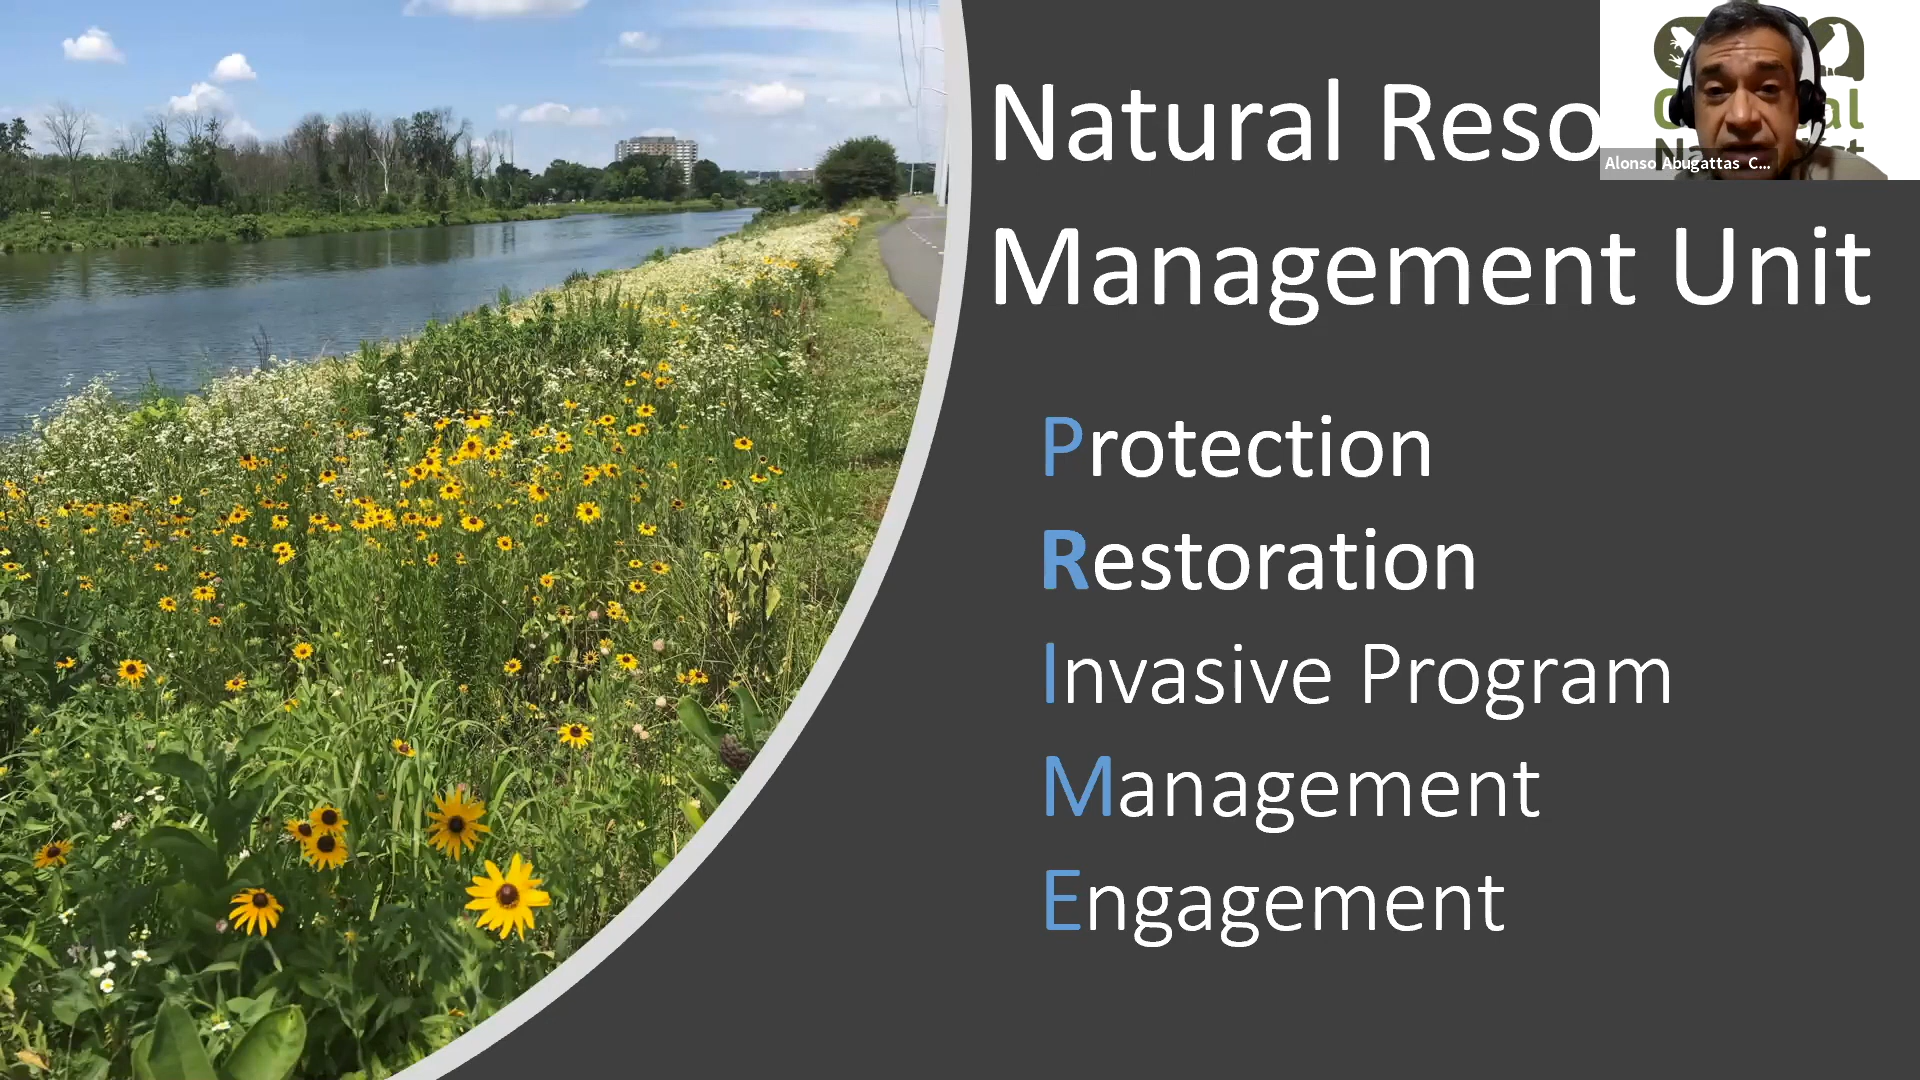 Natural Reso
Management Unit
Alonso Abugattas C...
Protection
Restoration
Invasive Program
Management
Engagement